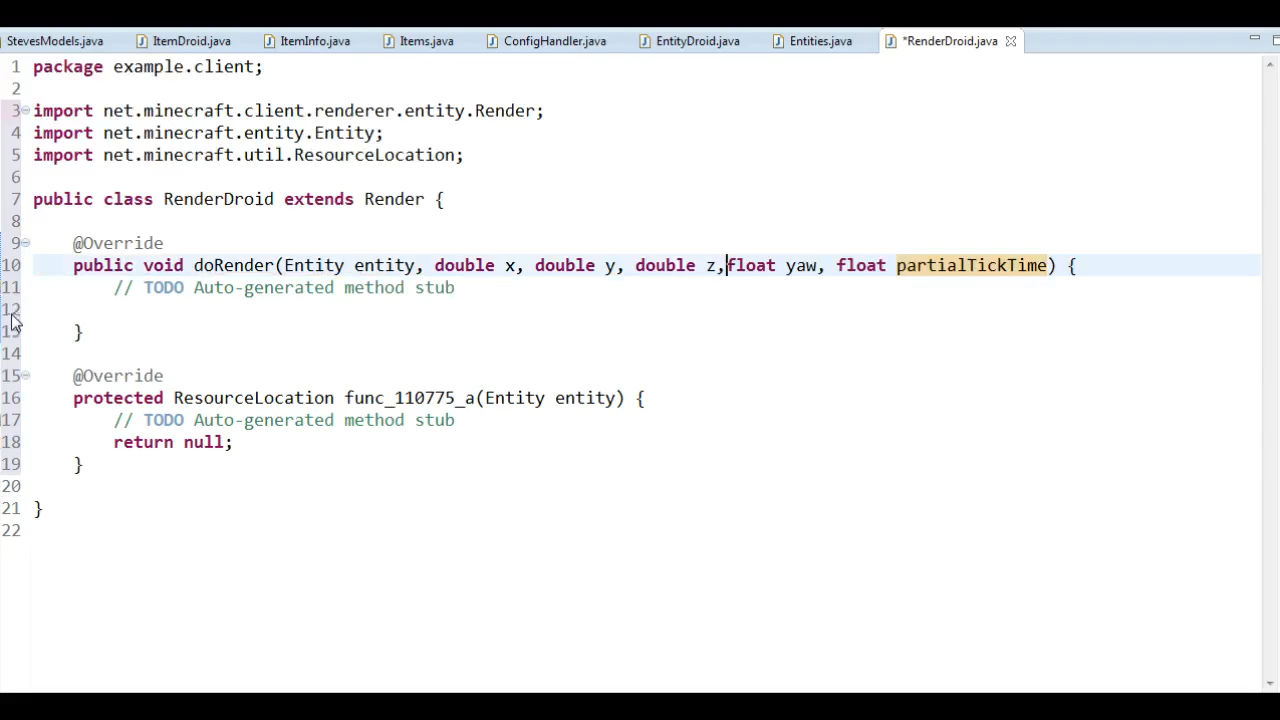 StevesModels.java ItemDroid.java ItemInfo.java Items.java ConfigHandler.java EntityDroid.java Entities.java *RenderDroid.java
1 package example.client;
2
3 import net.minecraft.client.renderer.entity.Render;
4 import net.minecraft.entity.Entity;
5 import net.minecraft.util.ResourceLocation;
6
7 public class RenderDroid extends Render {
8
9 @Override
10 public void doRender(Entity entity, double x, double y, double z,float yaw, float partialTickTime) {
11 // TODO Auto-generated method stub
12
13 }
14
15 @Override
16 protected ResourceLocation func_110775_a(Entity entity) {
17 // TODO Auto-generated method stub
18 return null;
19 }
20
21 }
22